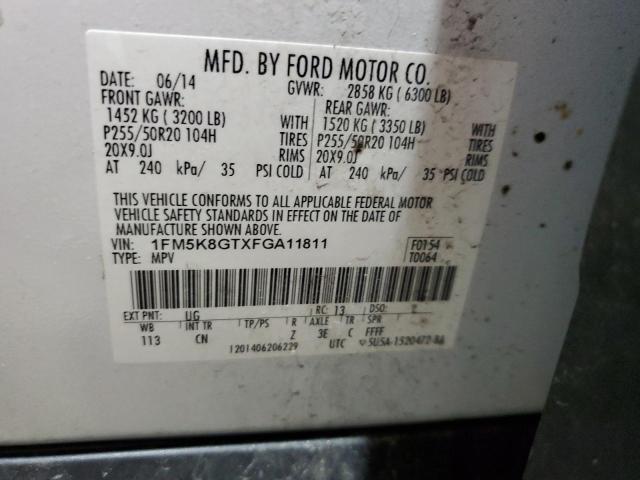 MFD. BY FORD MOTOR CO.
DATE: 06/14 GVWR: 2858 KG ( 6300 LB)
FRONT GAWR: REAR GAWR:
1452 KG ( 3200 LB) WITH 1520 KG ( 3350 LB) WITH
P255/50R20 104H TIRES P255/50R20 104H TIRES
20X9.0J RIMS 20X9.0J RIMS
AT 240 kPa/ 35 PSI COLD AT 240 kPa/ 35 PSI COLD
THIS VEHICLE CONFORMS TO ALL APPLICABLE FEDERAL MOTOR
VEHICLE SAFETY STANDARDS IN EFFECT ON THE DATE OF
MANUFACTURE SHOWN ABOVE.
VIN: 1FM5K8GTXFGA11811 F0154
TYPE: MPV T0064
EXT PNT: UG RC: 13 DSO:
WB INT TR TP/PS R AXLE TR SPR
113 CN Z 3E C FFFF
1201406206229 UTC 5USA-1520472-BA